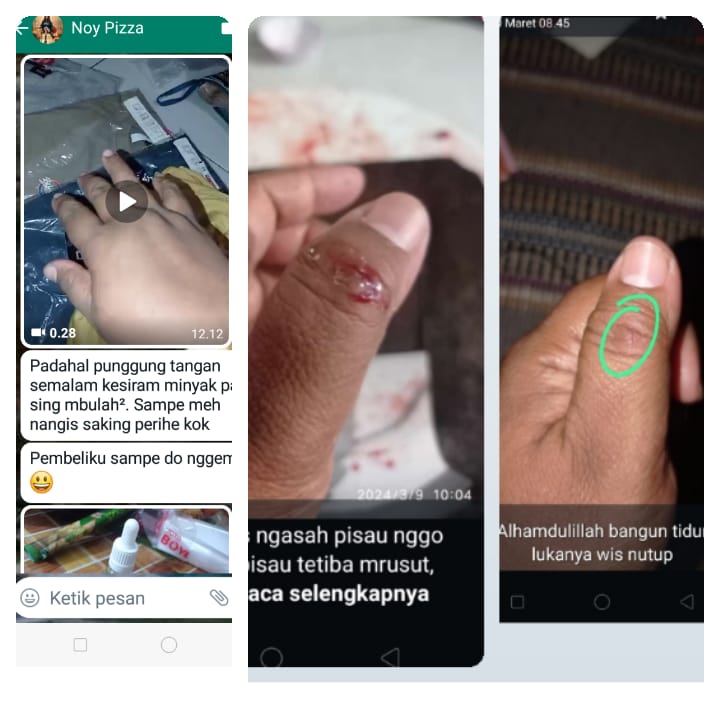 Noy Pizza
0.28
12.12
Padahal punggung tangan
semalam kesiram minyak
sing mbulah². Sampe meh
nangis saking perihe kok
Pembeliku sampe do
BOW
Ketik pesan
2024/3/9 10:04
ngasah pisau nggo
pisau tetiba mrusut,
selengkapnya
Maret 08.45
Alhamdulillah bangun tidur
lukanya wis nutup